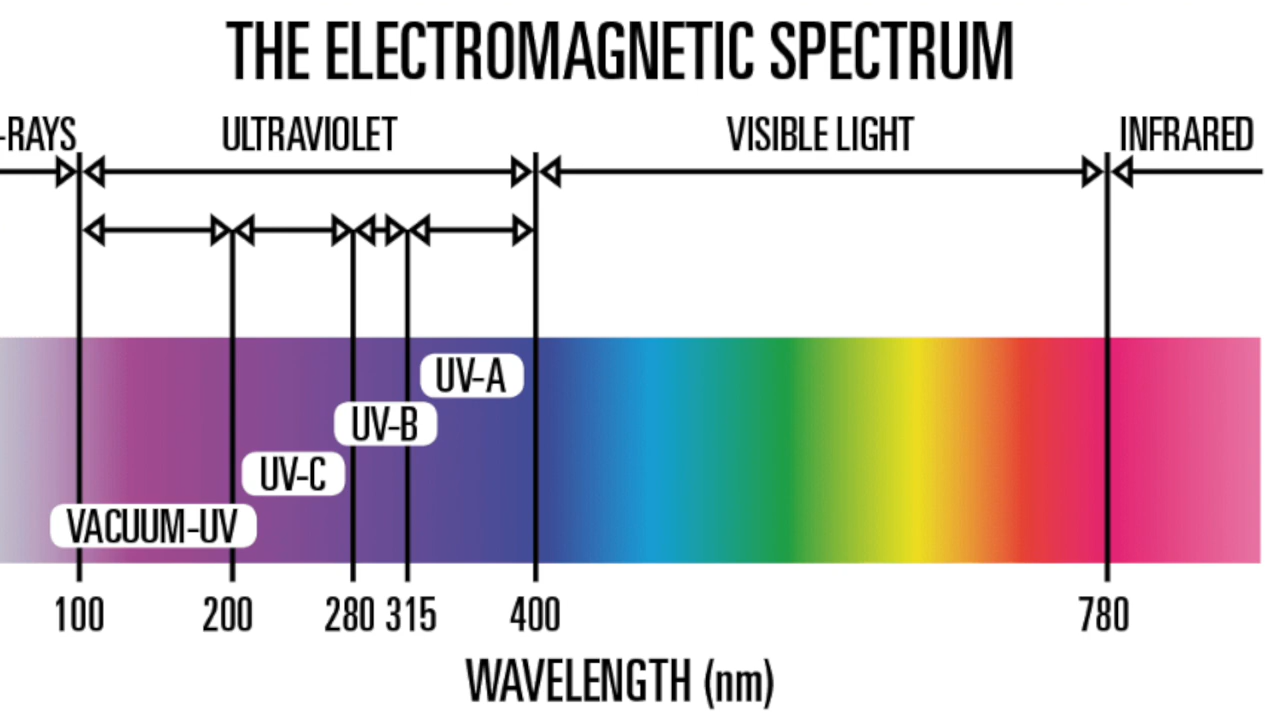 THE ELECTROMAGNETIC SPECTRUM
-RAYS ULTRAVIOLET VISIBLE LIGHT INFRARED
UV-A
UV-B
UV-C
VACUUM-UV
100 200 280 315 400 780
WAVELENGTH (nm)